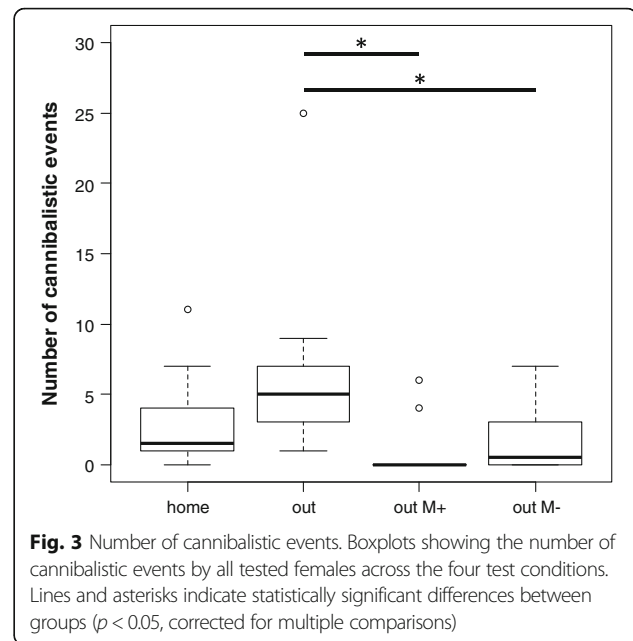 Number of cannibalistic events
30
25
20
15
10
5
0
*
*
home out out M+ out M-
Fig. 3 Number of cannibalistic events. Boxplots showing the number of
cannibalistic events by all tested females across the four test conditions.
Lines and asterisks indicate statistically significant differences between
groups (p < 0.05, corrected for multiple comparisons)